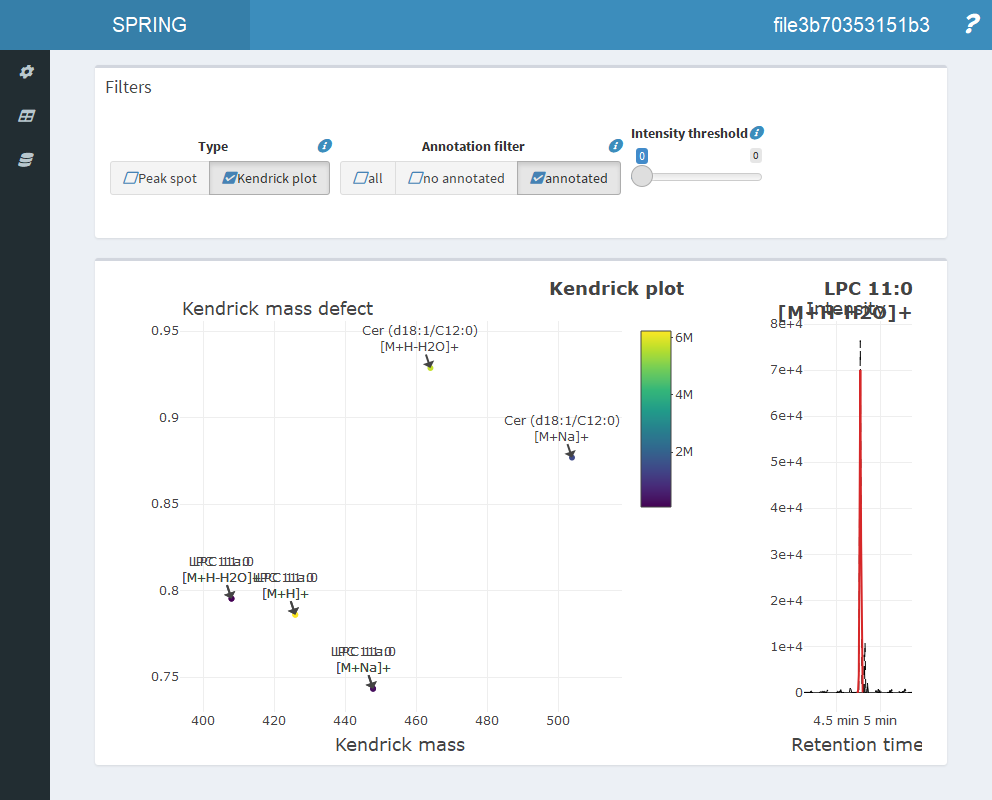 SPRING
file3b70353151b3
?
Filters
Type
Annotation filter
Intensity threshold
Peak spot
Kendrick plot
all
no annotated
annotated
0
0
Kendrick plot
Kendrick mass defect
0.95
0.9
0.85
0.8
0.75
Cer (d18:1/C12:0)
[M+H-H2O]+
Cer (d18:1/C12:0)
[M+Na]+
LPC 11:0
[M+H-H2O]+
LPC 11:0
[M+H]+
LPC 11:0
[M+Na]+
400
420
440
460
480
500
Kendrick mass
6M
4M
2M
LPC 11:0
[M+H-H2O]+
Intensity
8e+4
7e+4
6e+4
5e+4
4e+4
3e+4
2e+4
1e+4
0
4.5 min
5 min
Retention time